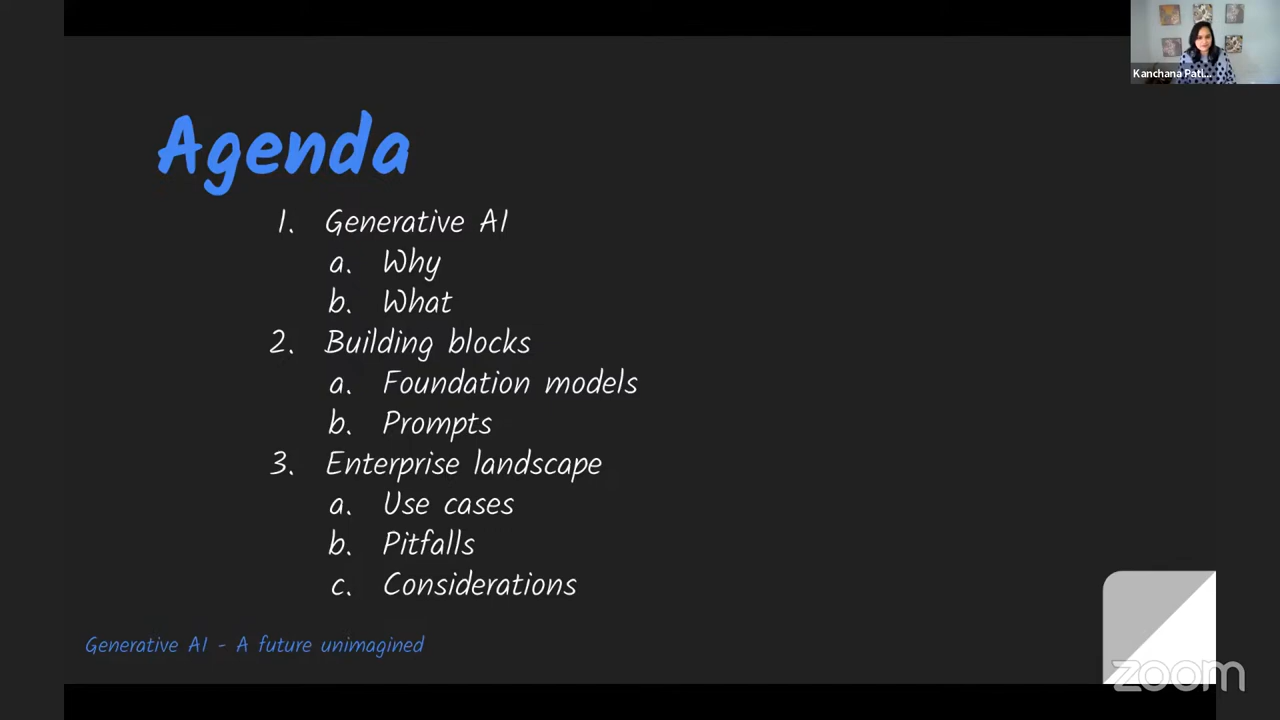 Kanchana Pati...
Agenda
1. Generative AI
a. Why
b. What
2. Building blocks
a. Foundation models
b. Prompts
3. Enterprise landscape
a. Use cases
b. Pitfalls
c. Considerations
Generative AI - A future unimagined
zoom